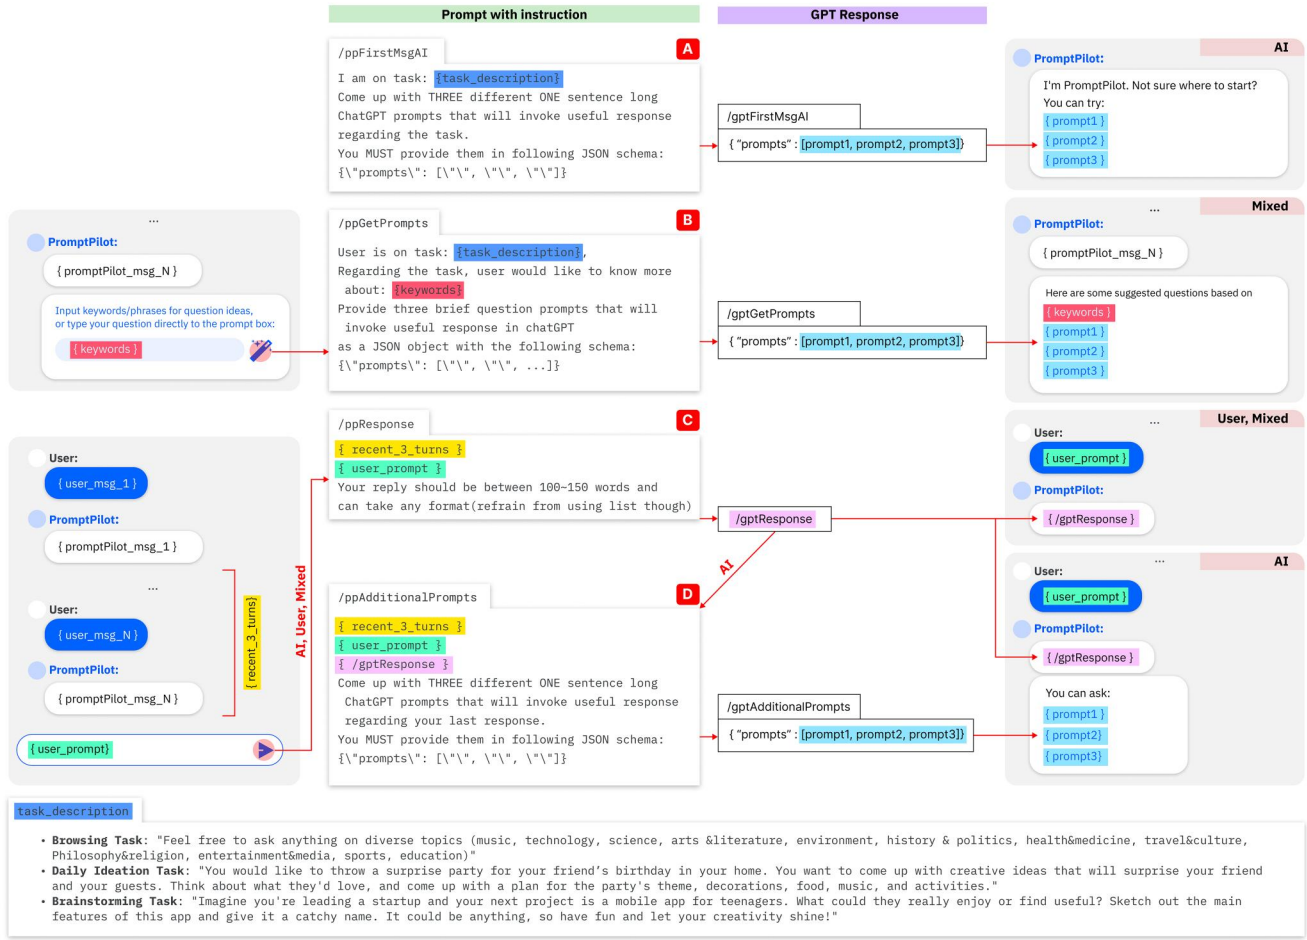 Prompt with instruction
GPT Response
/ppFirstMsgAI
A
I am on task: {task_description}
Come up with THREE different ONE sentence long
ChatGPT prompts that will invoke useful response
regarding the task.
You MUST provide them in following JSON schema:
{\"prompts\": [\"\", \"\", \"\"]}
/gptFirstMsgAI
{ “prompts” : [prompt1, prompt2, prompt3]}
AI
PromptPilot:
I'm PromptPilot. Not sure where to start?
You can try:
{ prompt1 }
{ prompt2 }
{ prompt3 }
...
PromptPilot:
{ promptPilot_msg_N }
Input keywords/phrases for question ideas,
or type your question directly to the prompt box:
{ keywords }
/ppGetPrompts
B
User is on task: {task_description},
Regarding the task, user would like to know more
about: {keywords}
Provide three brief question prompts that will
invoke useful response in chatGPT
as a JSON object with the following schema:
{\"prompts\": [\"\", \"\", ...]}
/gptGetPrompts
{ “prompts” : [prompt1, prompt2, prompt3]}
Mixed
...
PromptPilot:
{ promptPilot_msg_N }
Here are some suggested questions based on
{ keywords }
{ prompt1 }
{ prompt2 }
{ prompt3 }
User:
{ user_msg_1 }
PromptPilot:
{ promptPilot_msg_1 }
...
User:
{ user_msg_N }
PromptPilot:
{ promptPilot_msg_N }
{ recent_3_turns}
{ user_prompt}
AI, User, Mixed
/ppResponse
C
{ recent_3_turns }
{ user_prompt }
Your reply should be between 100~150 words and
can take any format(refrain from using list though)
/gptResponse
AI
User, Mixed
...
User:
{ user_prompt }
PromptPilot:
{ /gptResponse }
/ppAdditionalPrompts
D
{ recent_3_turns }
{ user_prompt }
{ /gptResponse }
Come up with THREE different ONE sentence long
ChatGPT prompts that will invoke useful response
regarding your last response.
You MUST provide them in following JSON schema:
{\"prompts\": [\"\", \"\", \"\"]}
/gptAdditionalPrompts
{ “prompts” : [prompt1, prompt2, prompt3]}
AI
...
User:
{ user_prompt }
PromptPilot:
{ /gptResponse }
You can ask:
{ prompt1 }
{ prompt2}
{ prompt3}
task_description
• Browsing Task: "Feel free to ask anything on diverse topics (music, technology, science, arts &literature, environment, history & politics, health&medicine, travel&culture,
Philosophy&religion, entertainment&media, sports, education)"
• Daily Ideation Task: "You would like to throw a surprise party for your friend’s birthday in your home. You want to come up with creative ideas that will surprise your friend
and your guests. Think about what they'd love, and come up with a plan for the party's theme, decorations, food, music, and activities."
• Brainstorming Task: "Imagine you're leading a startup and your next project is a mobile app for teenagers. What could they really enjoy or find useful? Sketch out the main
features of this app and give it a catchy name. It could be anything, so have fun and let your creativity shine!"